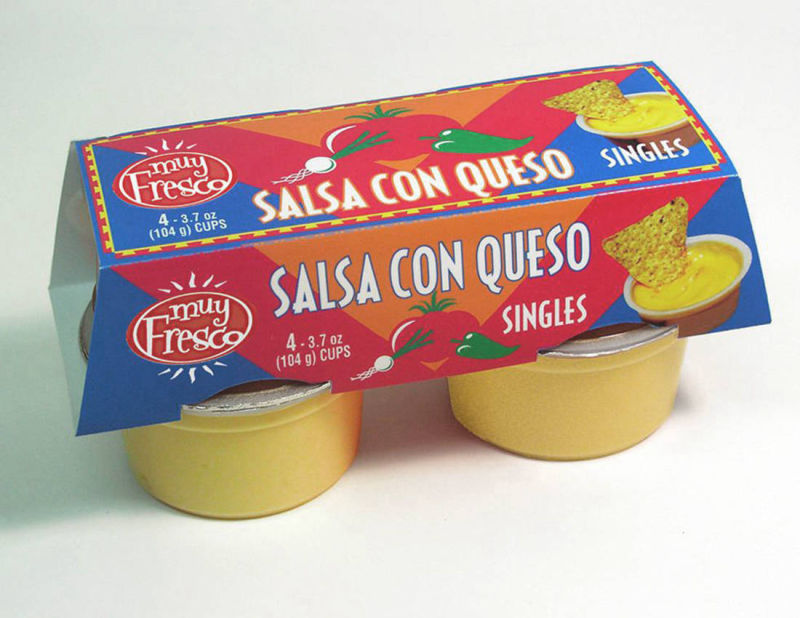 muy
Fresco
4 - 3.7 oz
(104 g) CUPS
SALSA CON QUESO
SINGLES
muy
Fresco
SALSA CON QUESO
4 - 3.7 oz
(104 g) CUPS
SINGLES